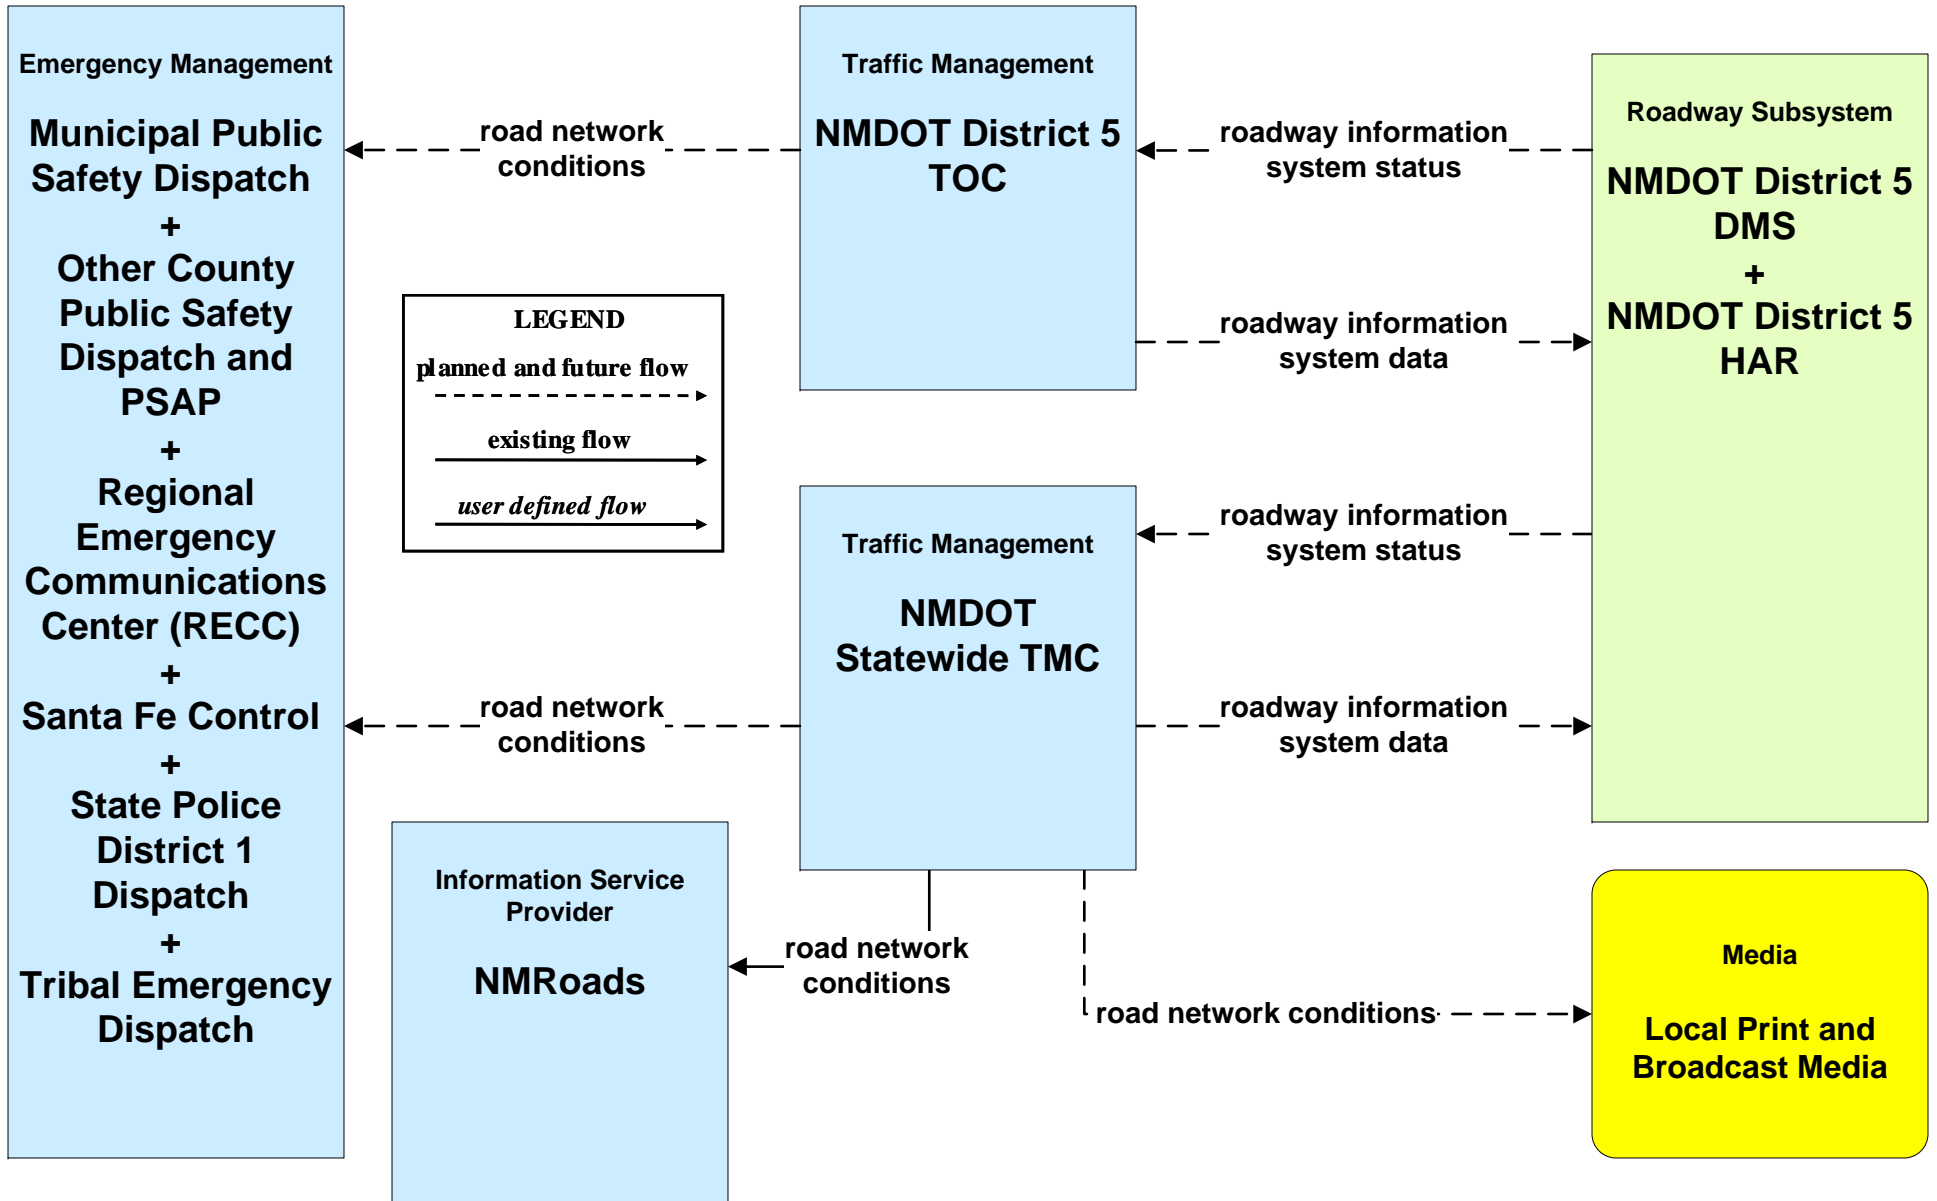 Emergency Management
Municipal Public
Safety Dispatch
+
Other County
Public Safety
Dispatch and
PSAP
+
Regional
Emergency
Communications
Center (RECC)
+
Santa Fe Control
+
State Police
District 1
Dispatch
+
Tribal Emergency
Dispatch
road network
conditions
LEGEND
planned and future flow
existing flow
user defined flow
road network
conditions
Information Service
Provider
NMRoads
Traffic Management
NMDOT District 5
TOC
Traffic Management
NMDOT
Statewide TMC
road network
conditions
road network conditions
roadway information
system status
roadway information
system data
roadway information
system status
roadway information
system data
Roadway Subsystem
NMDOT District 5
DMS
+
NMDOT District 5
HAR
Media
Local Print and
Broadcast Media